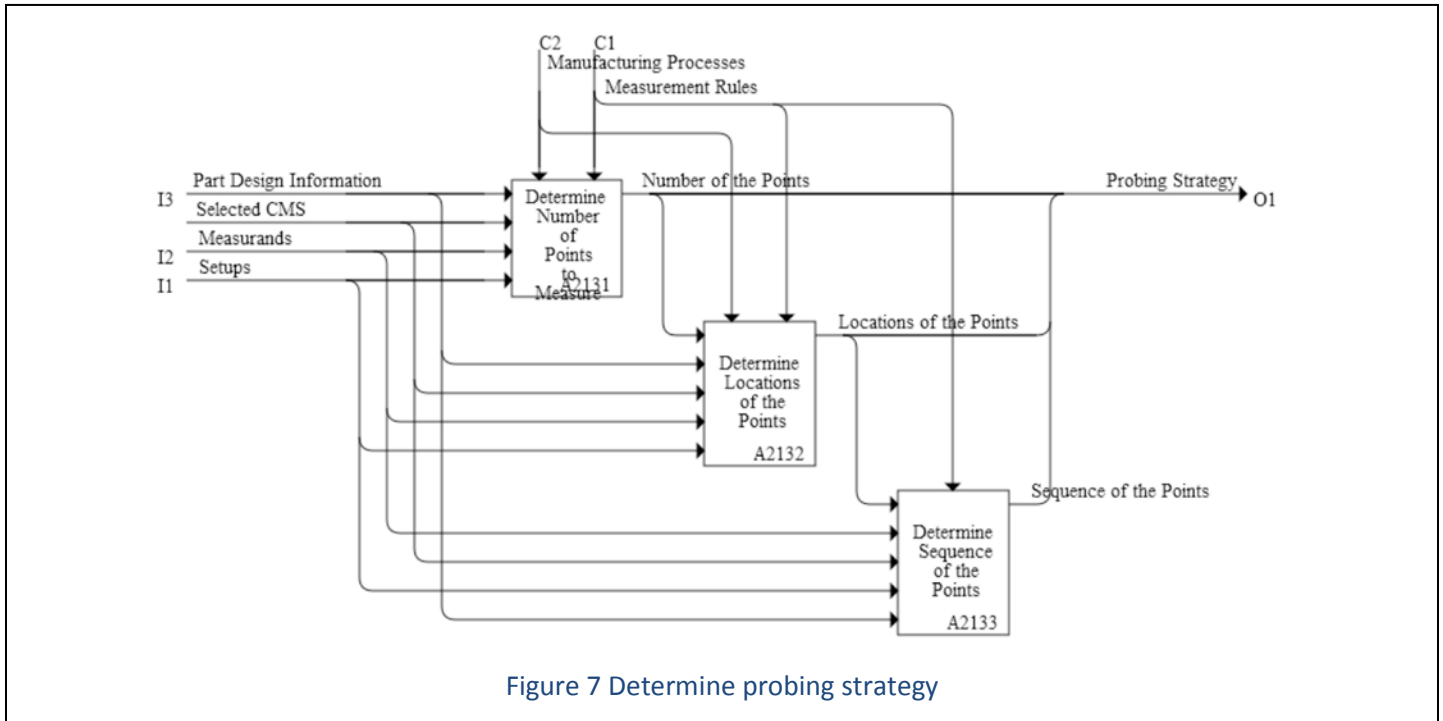 C2 C1
Manufacturing Processes
Measurement Rules
Part Design Information
I3
Selected CMS
Measurands
I2
Setups
I1
Determine
Number
of
Points
to
A2131
Measure
Number of the Points
Probing Strategy
O1
Locations of the Points
Determine
Locations
of the
Points
A2132
Sequence of the Points
Determine
Sequence
of the
Points
A2133
Figure 7 Determine probing strategy